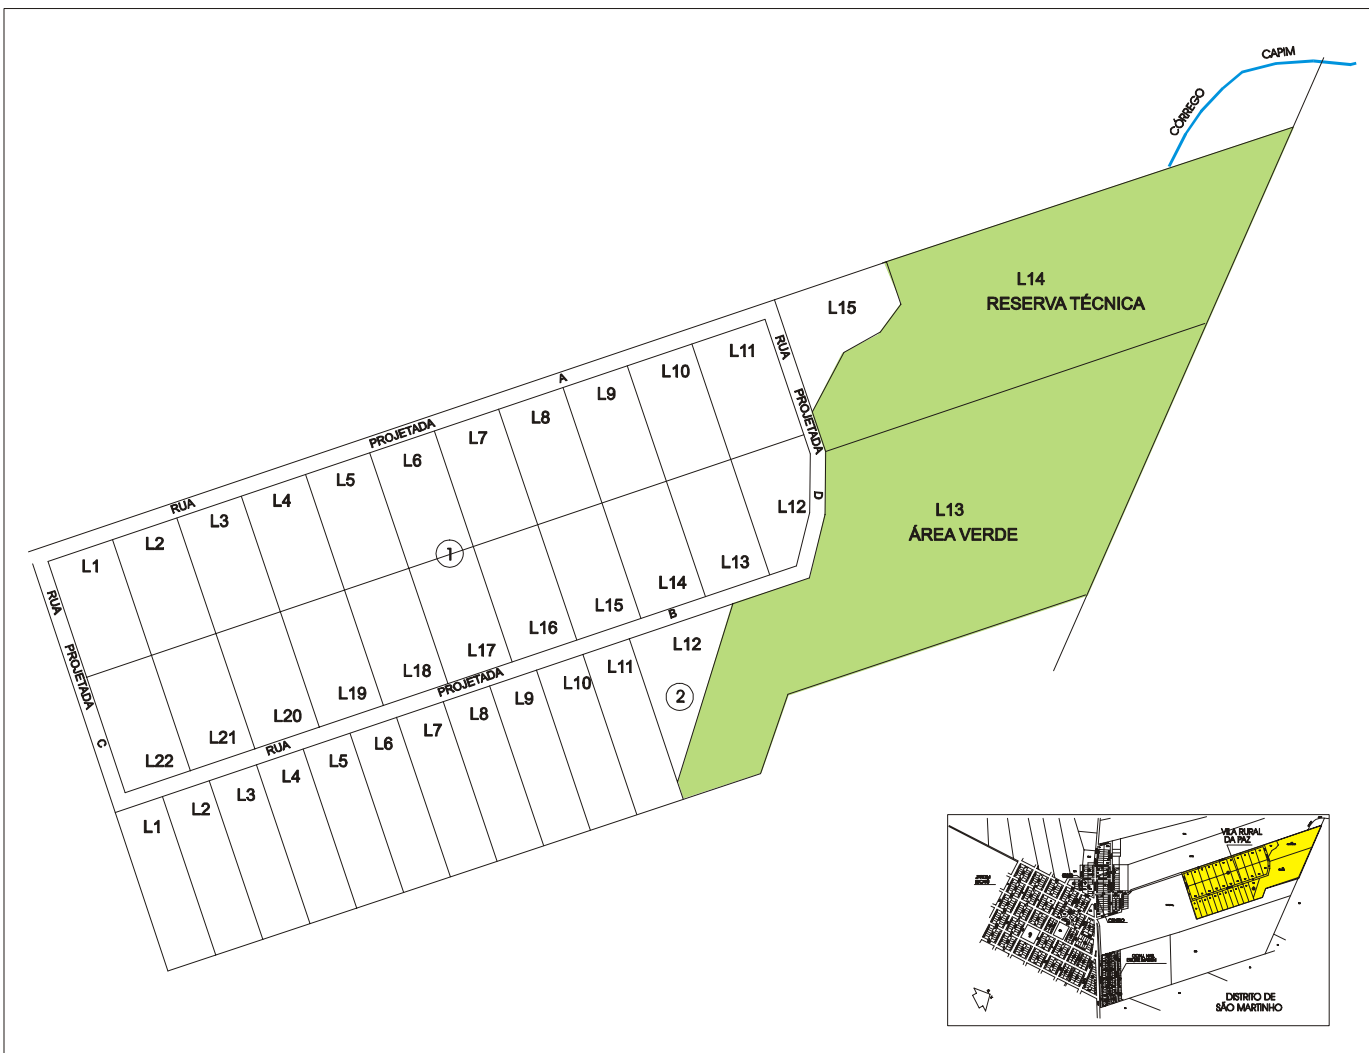 CAPIM
CÓRREGO
L14
RESERVA TÉCNICA
L15
RUA
PROJETADA
D
L13
ÁREA VERDE
RUA
PROJETADA
A
L1
L2
L3
L4
L5
L6
L7
L8
L9
L10
L11
1
L12
L13
L14
L15
L16
L17
L18
L19
L20
L21
L22
RUA
PROJETADA
C
RUA
PROJETADA
B
L1
L2
L3
L4
L5
L6
L7
L8
L9
L10
L11
L12
2
VILA RURAL
DA PAZ
DISTRITO DE
SÃO MARTINHO